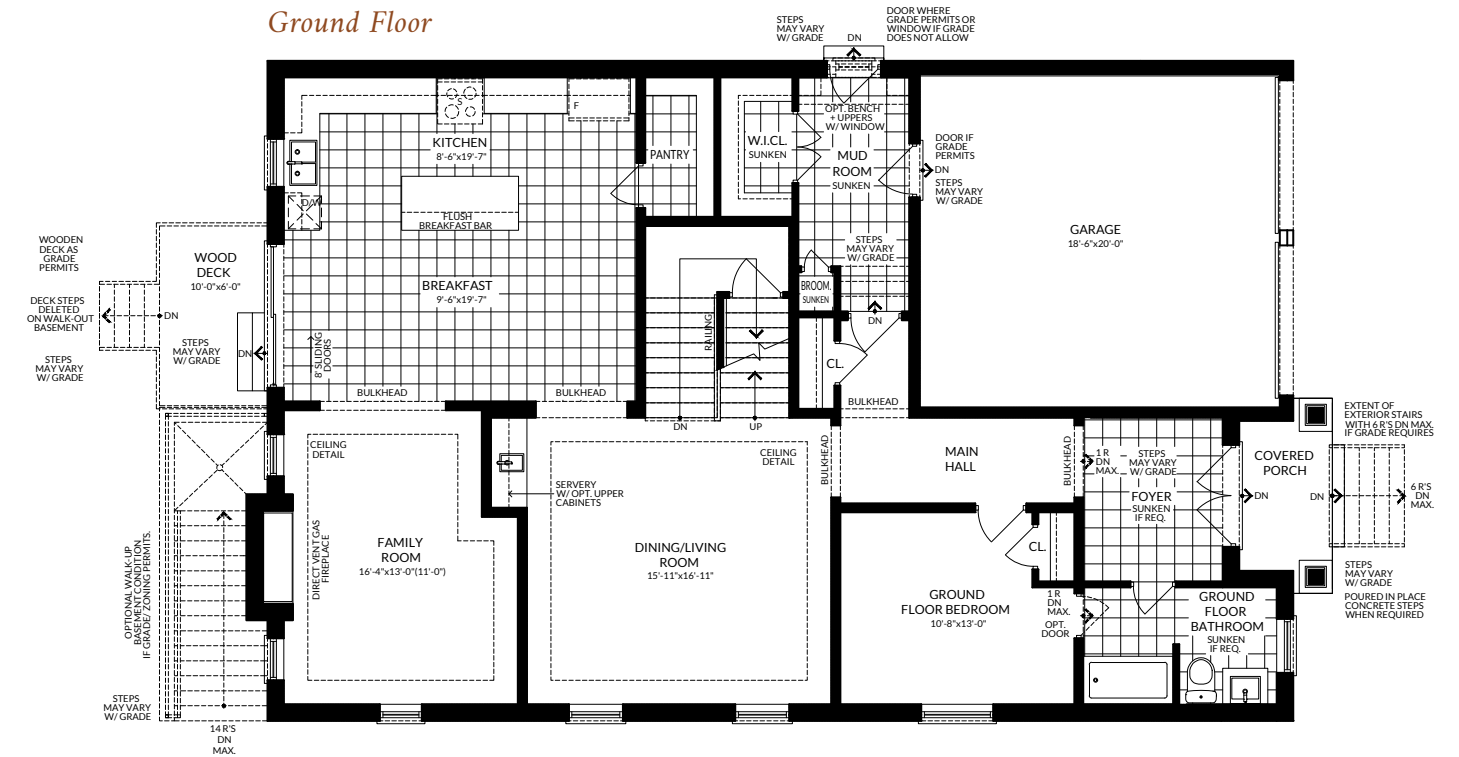 Ground Floor
STEPS
MAY VARY
W/ GRADE
DN
DOOR WHERE
GRADE PERMITS OR
WINDOW IF GRADE
DOES NOT ALLOW
S
F
KITCHEN
8'-6"x19'-7"
D/W
FLUSH
BREAKFAST BAR
PANTRY
W.I.CL.
SUNKEN
OPT. BENCH
+ UPPERS
W/ WINDOW
MUD
ROOM
SUNKEN
DOOR IF
GRADE
PERMITS
DN
STEPS
MAY VARY
W/ GRADE
GARAGE
18'-6"x20'-0"
WOODEN
DECK AS
GRADE
PERMITS
WOOD
DECK
10'-0"x6'-0"
DECK STEPS
DELETED
ON WALK-OUT
BASEMENT
DN
STEPS
MAY VARY
W/ GRADE
STEPS
MAY VARY
W/ GRADE
DN
8' SLIDING
DOORS
BREAKFAST
9'-6"x19'-7"
BULKHEAD
BULKHEAD
RAILING
DN
UP
STEPS
MAY VARY
W/ GRADE
BROOM.
SUNKEN
DN
CL.
BULKHEAD
CEILING
DETAIL
CEILING
DETAIL
BULKHEAD
MAIN
HALL
BULKHEAD
1 R
DN
MAX.
STEPS
MAY VARY
W/ GRADE
FOYER
SUNKEN
IF REQ.
COVERED
PORCH
DN
DN
EXTENT OF
EXTERIOR STAIRS
WITH 6 R'S DN MAX.
IF GRADE REQUIRES
6 R'S
DN
MAX.
STEPS
MAY VARY
W/ GRADE
POURED IN PLACE
CONCRETE STEPS
WHEN REQUIRED
SERVERY
W/ OPT. UPPER
CABINETS
FAMILY
ROOM
16'-4"x13'-0"(11'-0")
DIRECT VENT GAS
FIREPLACE
DINING/LIVING
ROOM
15'-11"x16'-11"
CL.
GROUND
FLOOR BEDROOM
10'-8"x13'-0"
1 R
DN
MAX.
OPT.
DOOR
GROUND
FLOOR
BATHROOM
SUNKEN
IF REQ.
OPTIONAL WALK-UP
BASEMENT CONDITION
IF GRADE/ ZONING PERMITS.
STEPS
MAY VARY
W/ GRADE
14 R'S
DN
MAX.